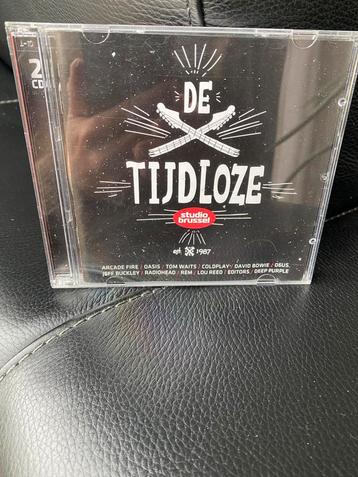 2
CD
DE
TIJDLOZE
studio
brussel
est. 1987
ARCADE FIRE / OASIS / TOM WAITS / COLDPLAY / DAVID BOWIE / DEUS
JEFF BUCKLEY / RADIOHEAD / REM / LOU REED / EDITORS / DEEP PURPLE